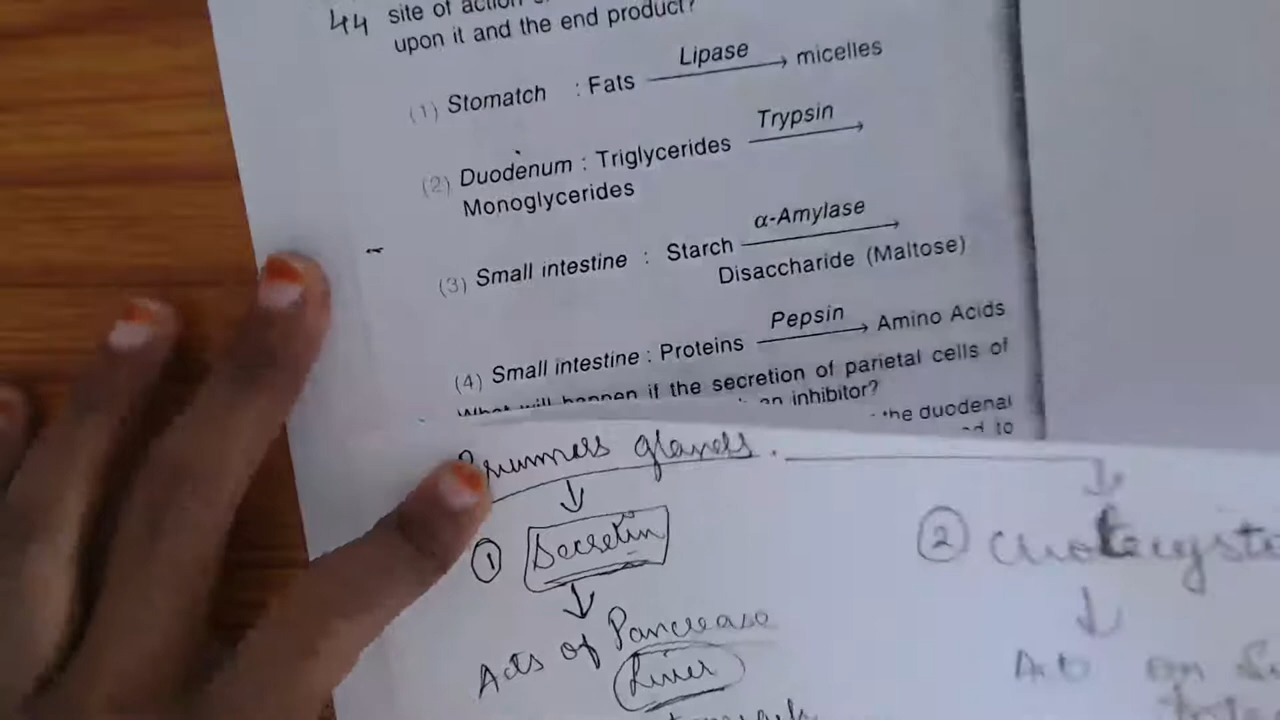 44 site of action
upon it and the end product?
(1) Stomatch : Fats Lipase → micelles
(2) Duodenum : Triglycerides Trypsin →
Monoglycerides
(3) Small intestine : Starch α-Amylase →
Disaccharide (Maltose)
(4) Small intestine : Proteins Pepsin → Amino Acids
What will happen if the secretion of parietal cells of
an inhibitor?
the duodenal
to
glands.
① Secretin
②
Acts of Pancrease
Liver